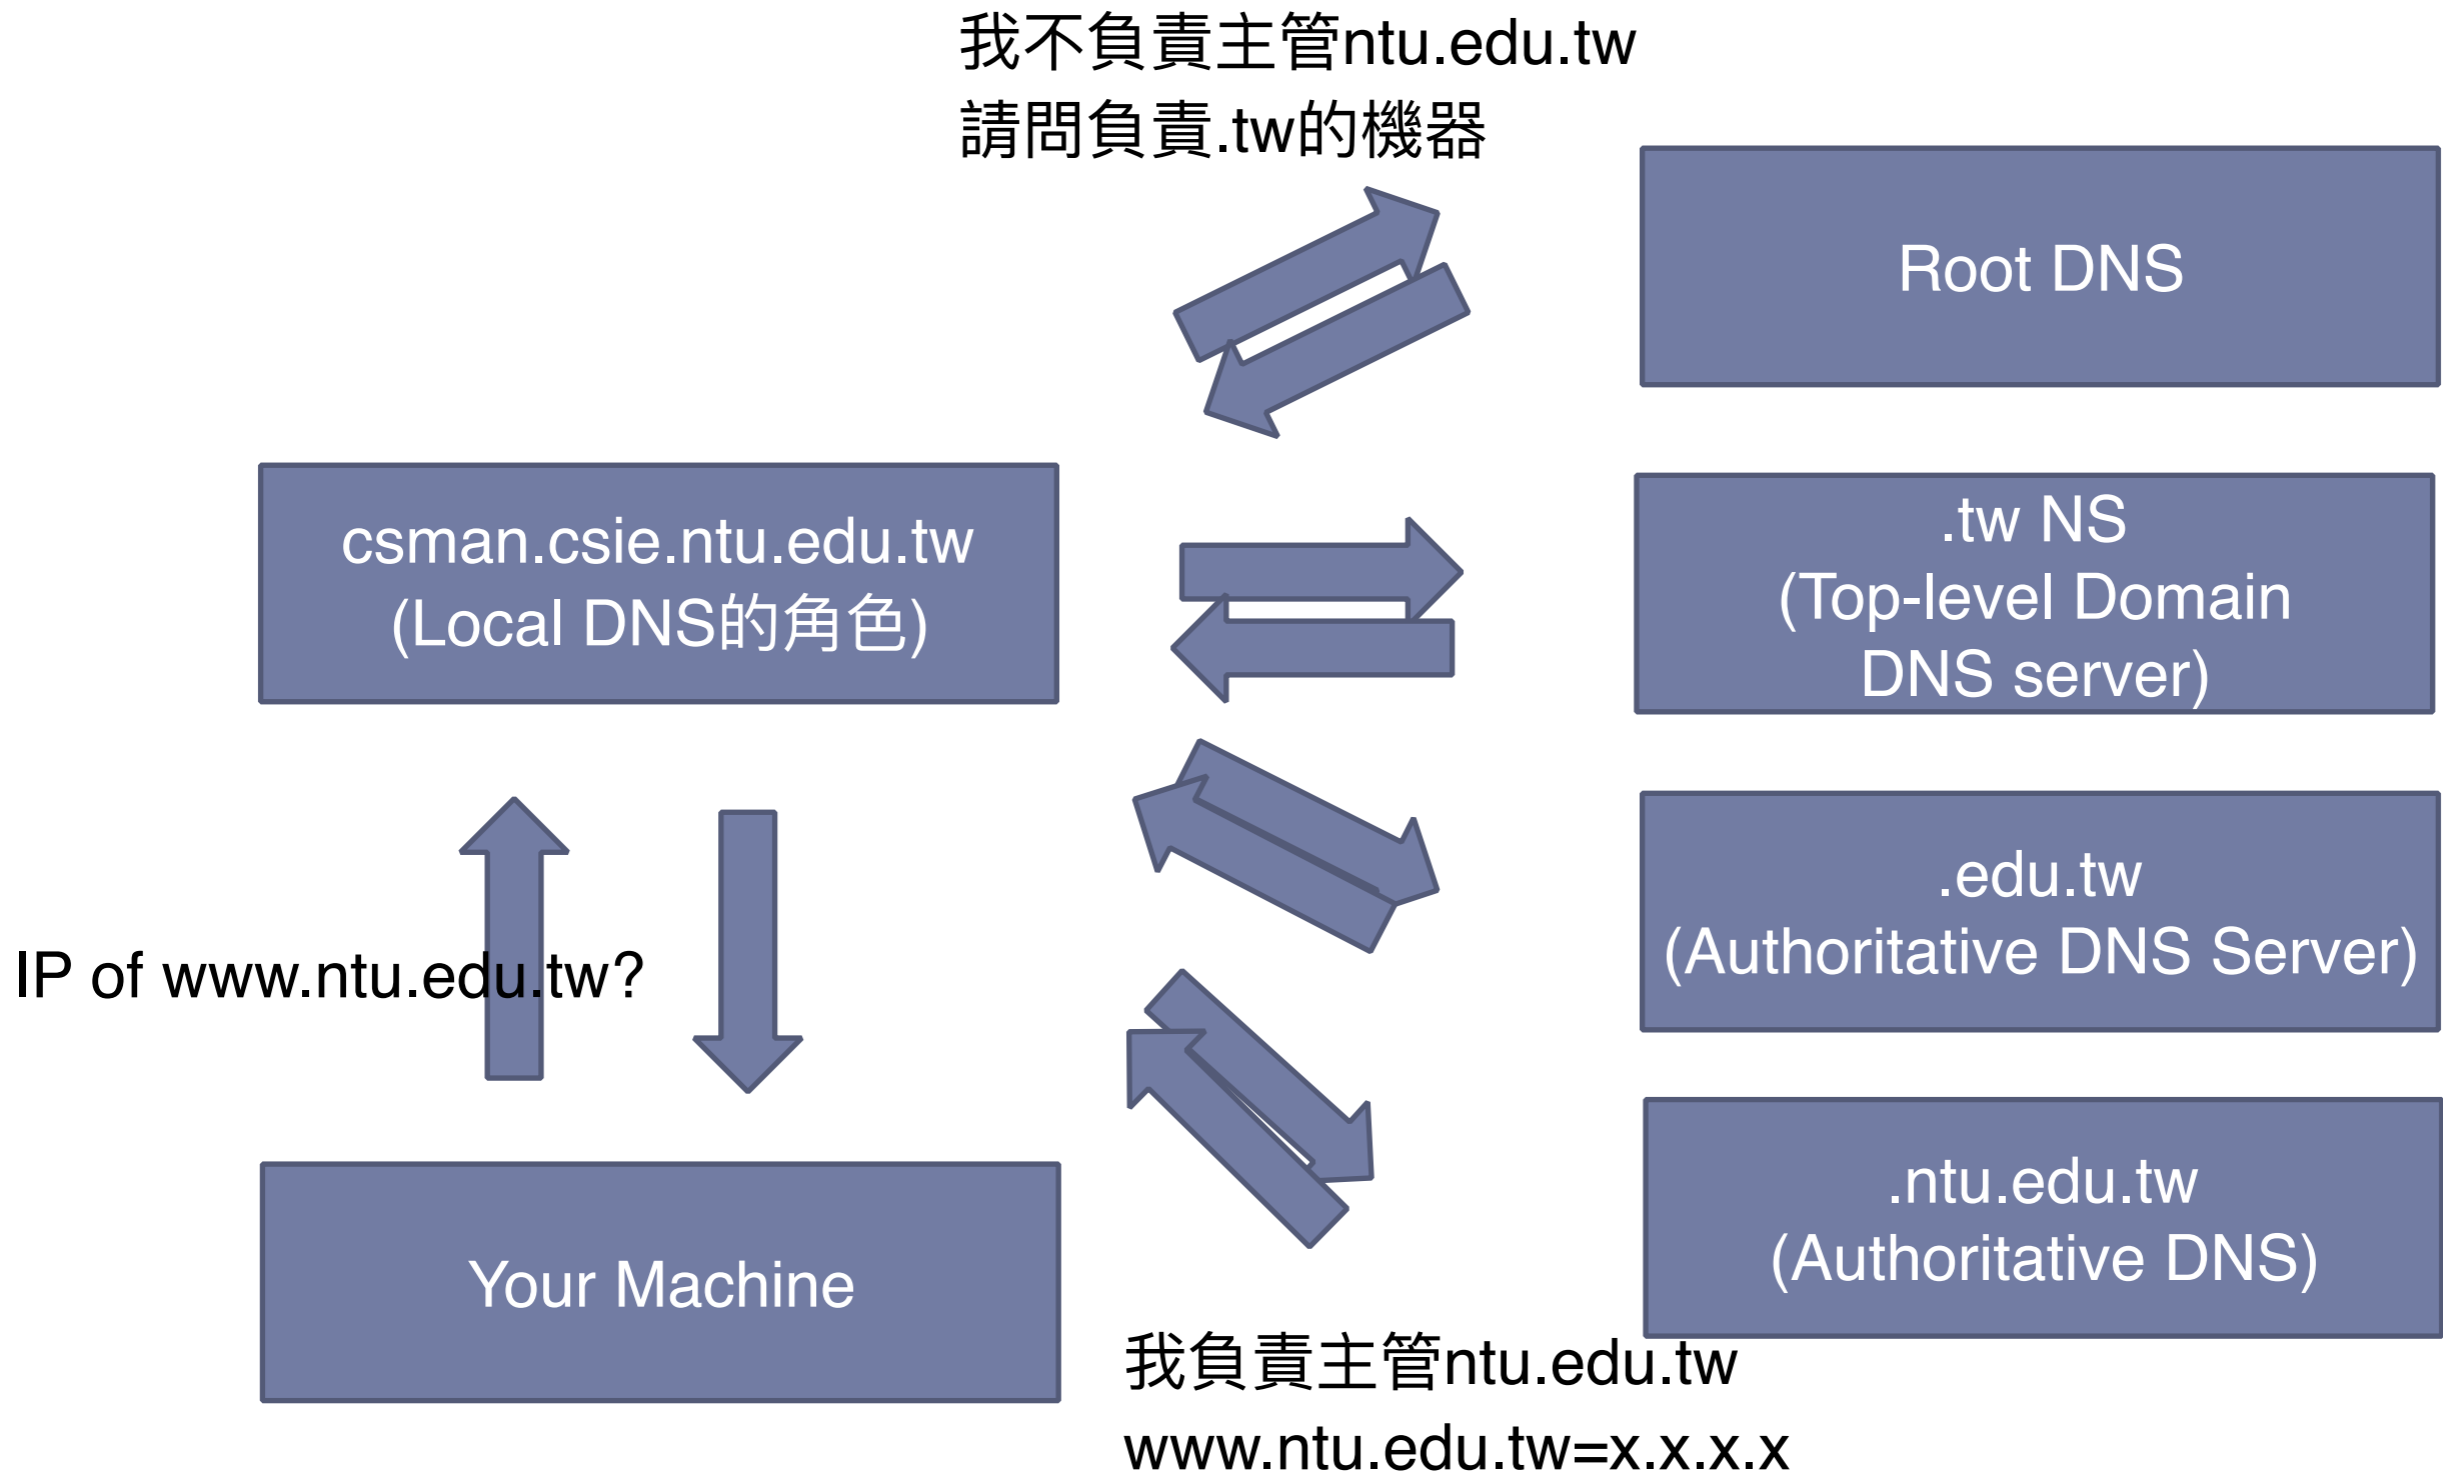 我不負責主管ntu.edu.tw
請問負責.tw的機器
Root DNS
csman.csie.ntu.edu.tw
(Local DNS的角色)
.tw NS
(Top-level Domain
DNS server)
.edu.tw
(Authoritative DNS Server)
IP of www.ntu.edu.tw?
.ntu.edu.tw
(Authoritative DNS)
Your Machine
我負責主管ntu.edu.tw
www.ntu.edu.tw=x.x.x.x